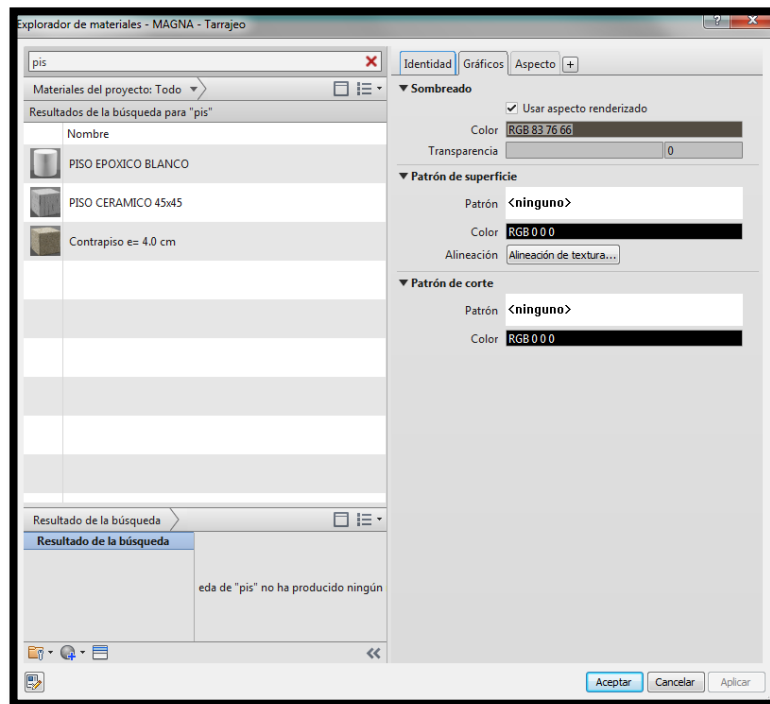 Explorador de materiales - MAGNA - Tarrajeo
?
pis
Materiales del proyecto: Todo
Resultados de la búsqueda para "pis"
Nombre
PISO EPOXICO BLANCO
PISO CERAMICO 45x45
Contrapiso e= 4.0 cm
Resultado de la búsqueda
Resultado de la búsqueda
eda de "pis" no ha producido ningún
Identidad Gráficos Aspecto +
Sombreado
Usar aspecto renderizado
Color RGB 83 76 66
Transparencia 0
Patrón de superficie
Patrón <ninguno>
Color RGB 0 0 0
Alineación Alineación de textura...
Patrón de corte
Patrón <ninguno>
Color RGB 0 0 0
Aceptar Cancelar Aplicar